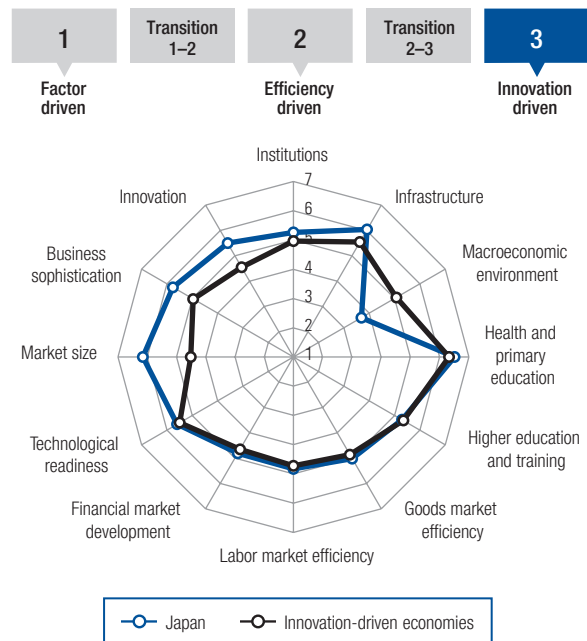 1
Transition
1–2
2
Transition
2–3
3
Factor
driven
Efficiency
driven
Innovation
driven
Institutions
7
6
5
4
3
2
1
Infrastructure
Macroeconomic
environment
Health and
primary
education
Higher education
and training
Goods market
efficiency
Labor market efficiency
Financial market
development
Technological
readiness
Market size
Business
sophistication
Innovation
Japan
Innovation-driven economies